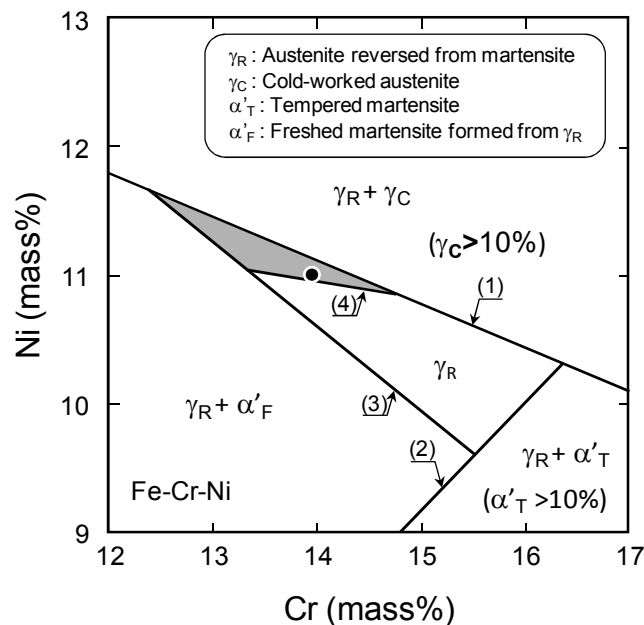 13
12
11
10
9
Ni (mass%)
γR : Austenite reversed from martensite
γC : Cold-worked austenite
α'T : Tempered martensite
α'F : Freshed martensite formed from γR
γR + γC
(γC>10%)
(4)
(1)
γR
(3)
γR + α'F
(2)
γR + α'T
(α'T >10%)
Fe-Cr-Ni
12 13 14 15 16 17
Cr (mass%)